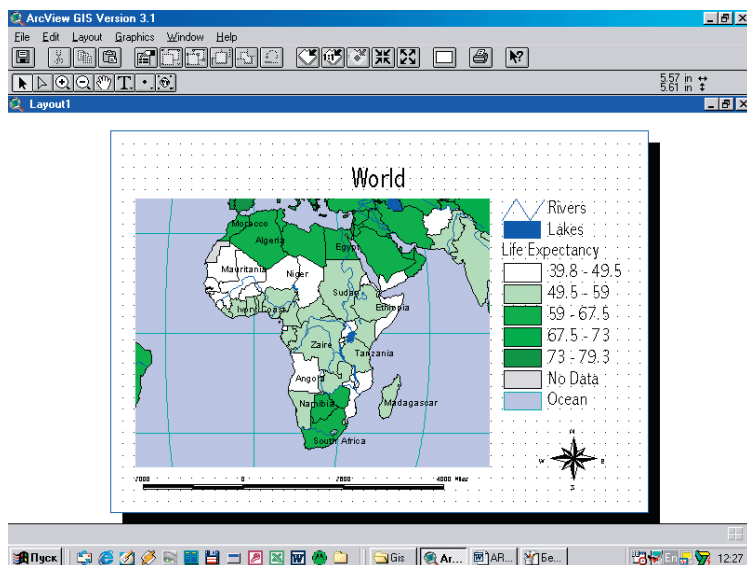 ArcView GIS Version 3.1
File Edit Layout Graphics Window Help
1:1
T
5.57 in
5.61 in
Layout1
World
Morocco
Algeria
Egypt
Mauritania
Niger
Sudan
Ethiopia
Ivory Coast
Zaire
Tanzania
Angola
Namibia
Madagascar
South Africa
Rivers
Lakes
Life Expectancy
39.8 - 49.5
49.5 - 59
59 - 67.5
67.5 - 73
73 - 79.3
No Data
Ocean
N
W E
S
0 2000 4000 Miles
Пуск Gis Ar... AR... Бе... En 12:27